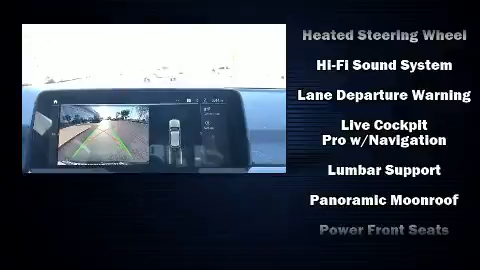 Heated Steering Wheel
Hi-Fi Sound System
Lane Departure Warning
Live Cockpit
Pro w/Navigation
Lumbar Support
Panoramic Moonroof
Power Front Seats